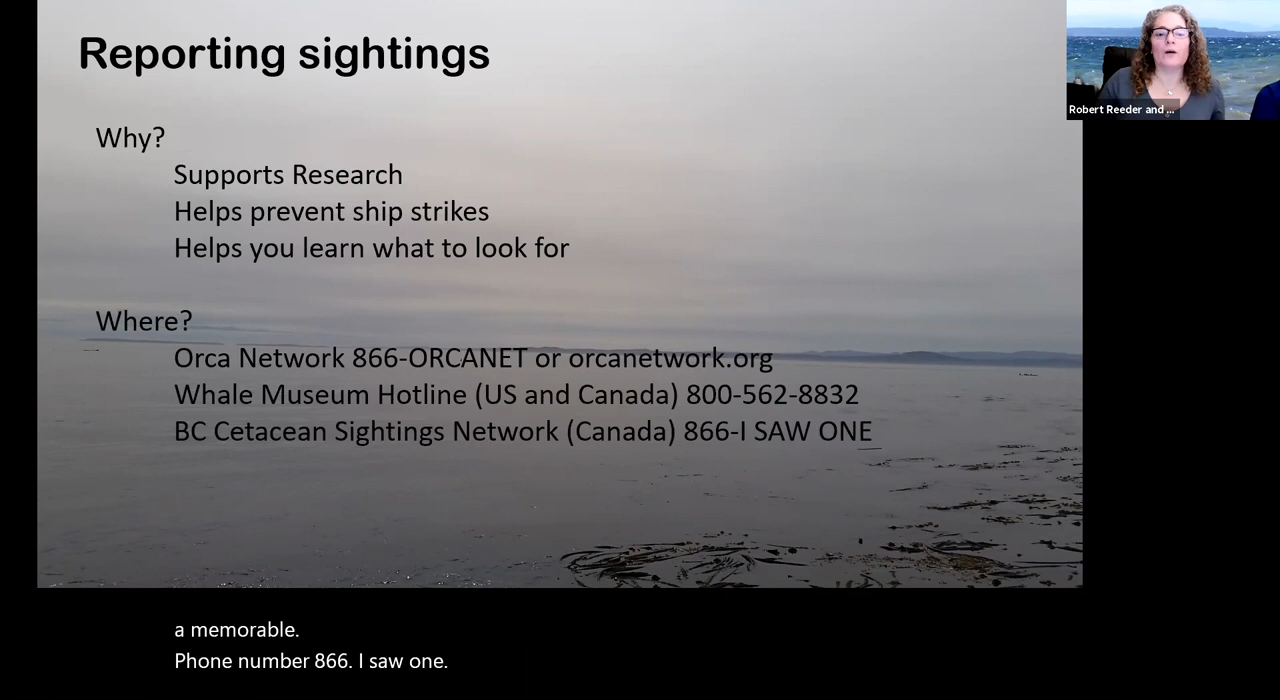 Reporting sightings
Robert Reeder and ...
Why?
Supports Research
Helps prevent ship strikes
Helps you learn what to look for
Where?
Orca Network 866-ORCANET or orcanetwork.org
Whale Museum Hotline (US and Canada) 800-562-8832
BC Cetacean Sightings Network (Canada) 866-I SAW ONE
a memorable.
Phone number 866. I saw one.